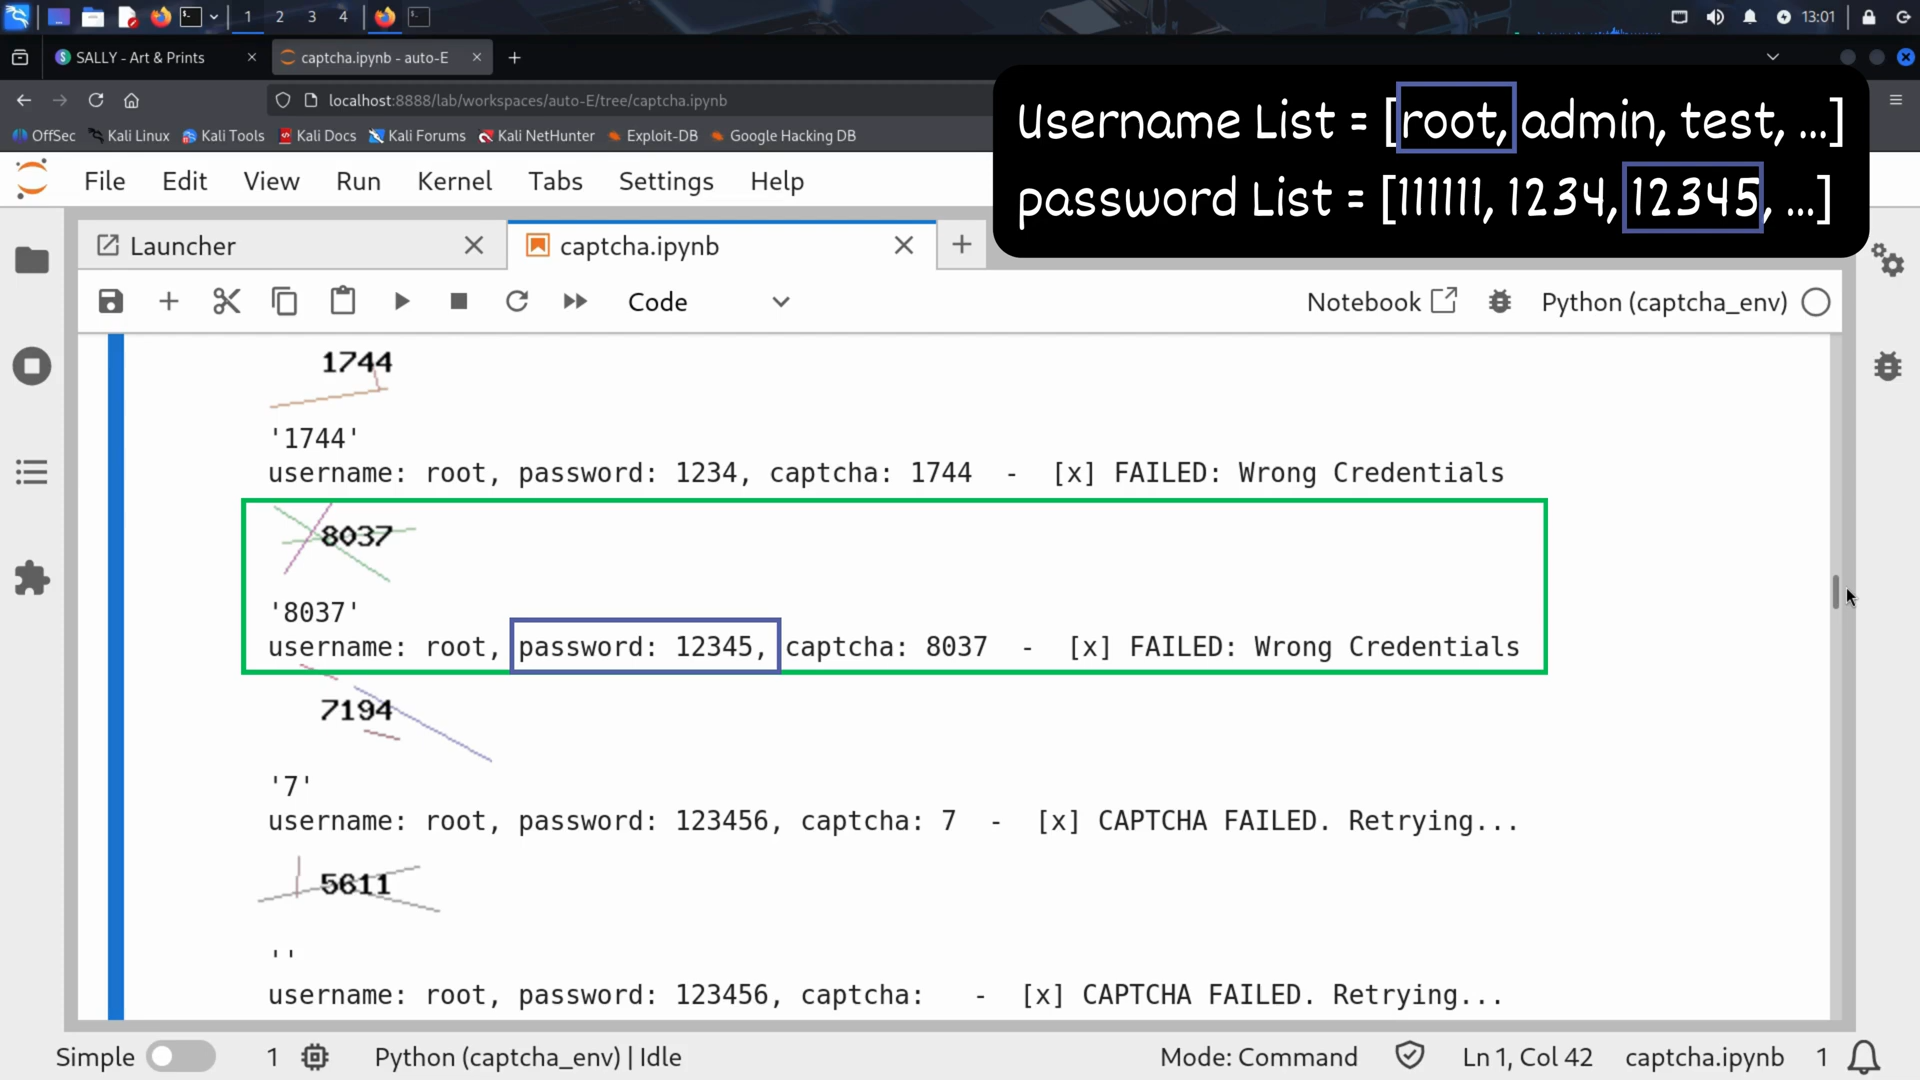 1 2 3 4 13:01
SALLY - Art & Prints captcha.ipynb - auto-E
localhost:8888/lab/workspaces/auto-E/tree/captcha.ipynb
OffSec Kali Linux Kali Tools Kali Docs Kali Forums Kali NetHunter Exploit-DB Google Hacking DB
Username List = [root, admin, test, ...]
password List = [111111, 1234, 12345, ...]
File Edit View Run Kernel Tabs Settings Help
Launcher captcha.ipynb
Code Notebook Python (captcha_env)
1744
'1744'
username: root, password: 1234, captcha: 1744 - [x] FAILED: Wrong Credentials
8037
'8037'
username: root, password: 12345, captcha: 8037 - [x] FAILED: Wrong Credentials
7194
'7'
username: root, password: 123456, captcha: 7 - [x] CAPTCHA FAILED. Retrying...
5611
''
username: root, password: 123456, captcha: - [x] CAPTCHA FAILED. Retrying...
Simple 1 Python (captcha_env) | Idle Mode: Command Ln 1, Col 42 captcha.ipynb 1